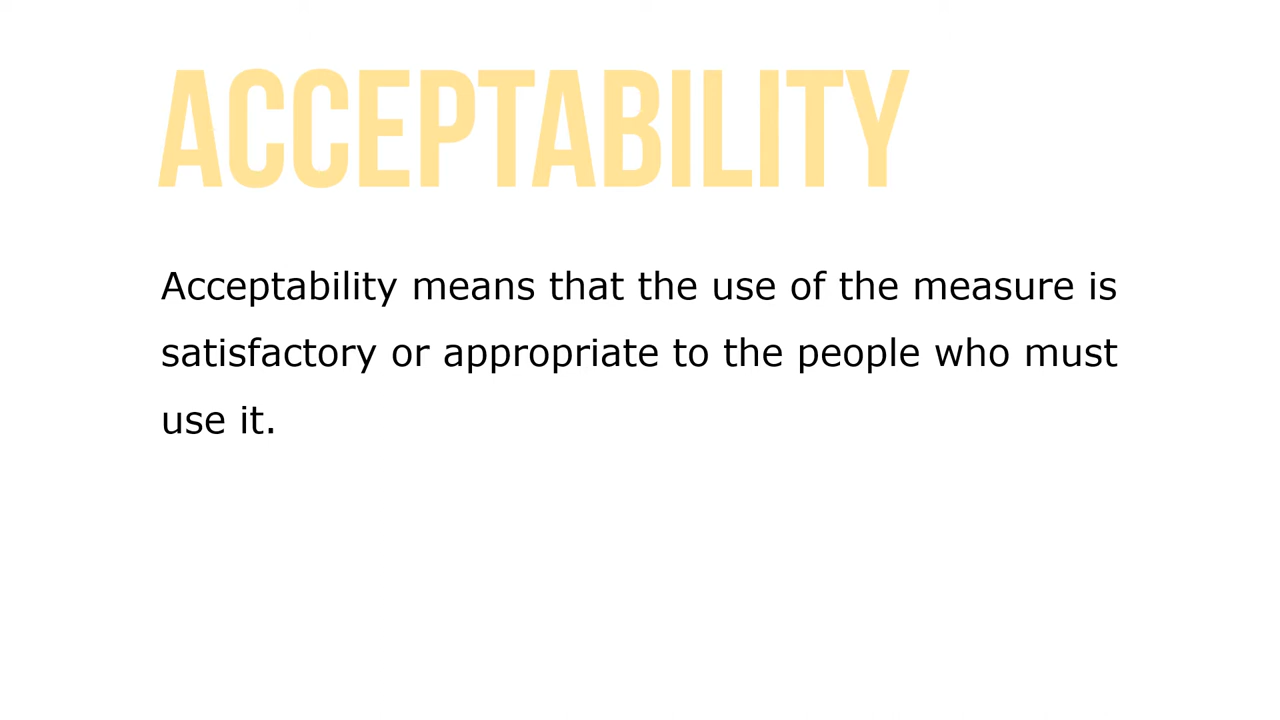 ACCEPTABILITY
Acceptability means that the use of the measure is
satisfactory or appropriate to the people who must
use it.